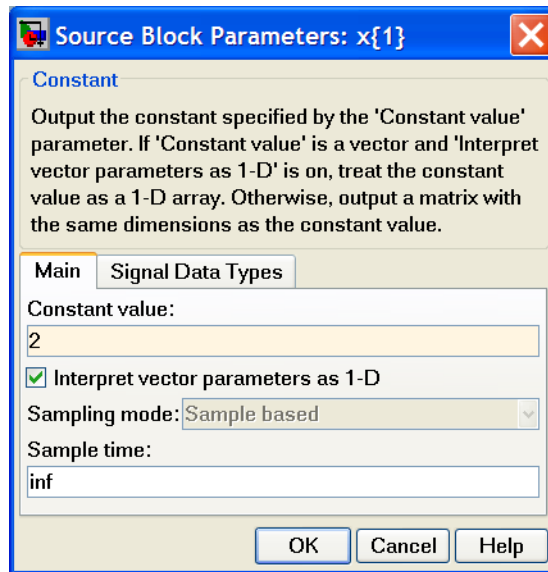 Source Block Parameters: x{1}
Constant
Output the constant specified by the 'Constant value'
parameter. If 'Constant value' is a vector and 'Interpret
vector parameters as 1-D' is on, treat the constant
value as a 1-D array. Otherwise, output a matrix with
the same dimensions as the constant value.
Main Signal Data Types
Constant value:
2
Interpret vector parameters as 1-D
Sampling mode: Sample based
Sample time:
inf
OK Cancel Help